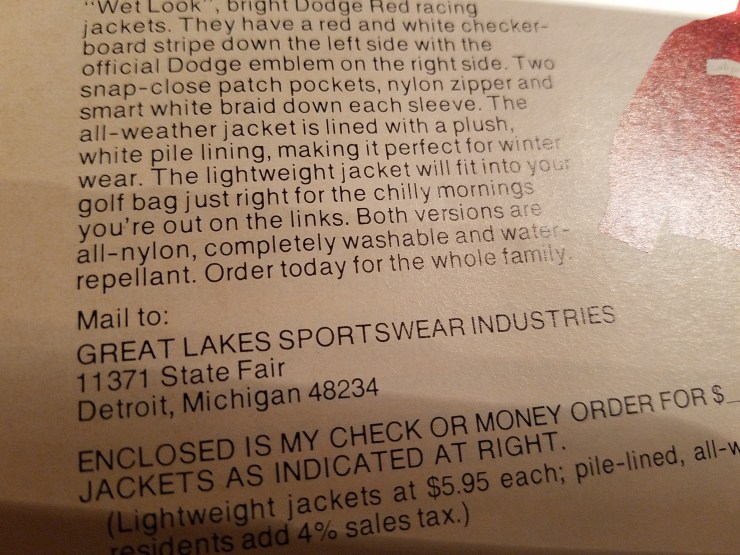 "Wet Look", bright Dodge Red racing
jackets. They have a red and white checker-
board stripe down the left side with the
official Dodge emblem on the right side. Two
snap-close patch pockets, nylon zipper and
smart white braid down each sleeve. The
all-weather jacket is lined with a plush,
white pile lining, making it perfect for winter
wear. The lightweight jacket will fit into your
golf bag just right for the chilly mornings
you're out on the links. Both versions are
all-nylon, completely washable and water-
repellant. Order today for the whole family.
Mail to:
GREAT LAKES SPORTSWEAR INDUSTRIES
11371 State Fair
Detroit, Michigan 48234
ENCLOSED IS MY CHECK OR MONEY ORDER FOR $
JACKETS AS INDICATED AT RIGHT.
(Lightweight jackets at $5.95 each; pile-lined, all-w
residents add 4% sales tax.)